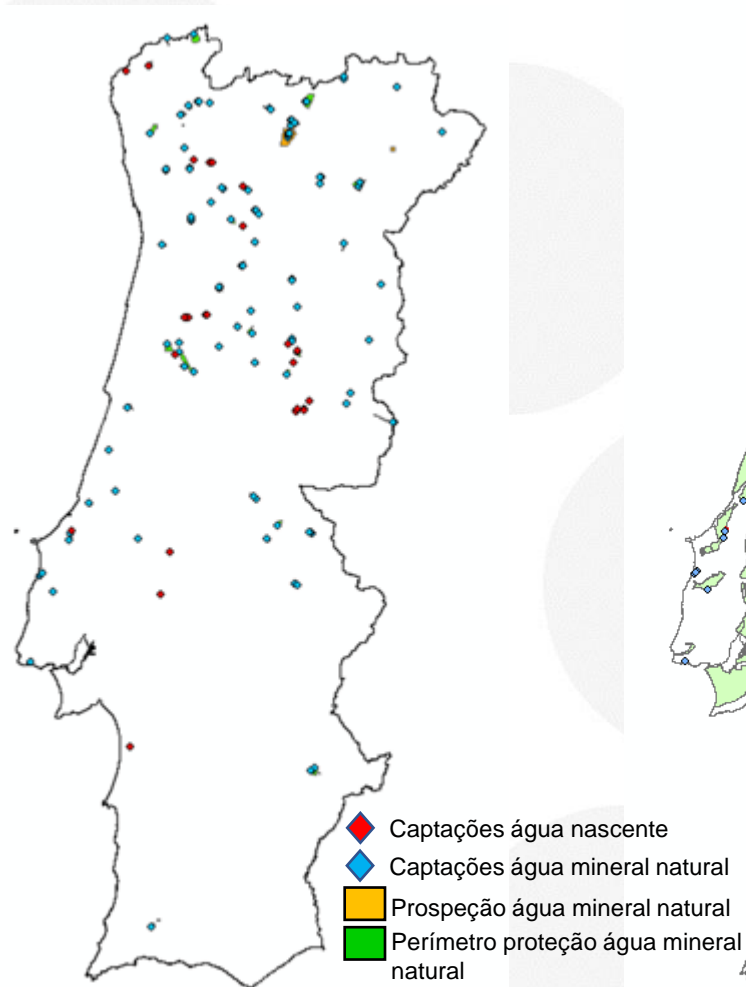 Captações água nascente
Captações água mineral natural
Prospeção água mineral natural
Perímetro proteção água mineral
natural